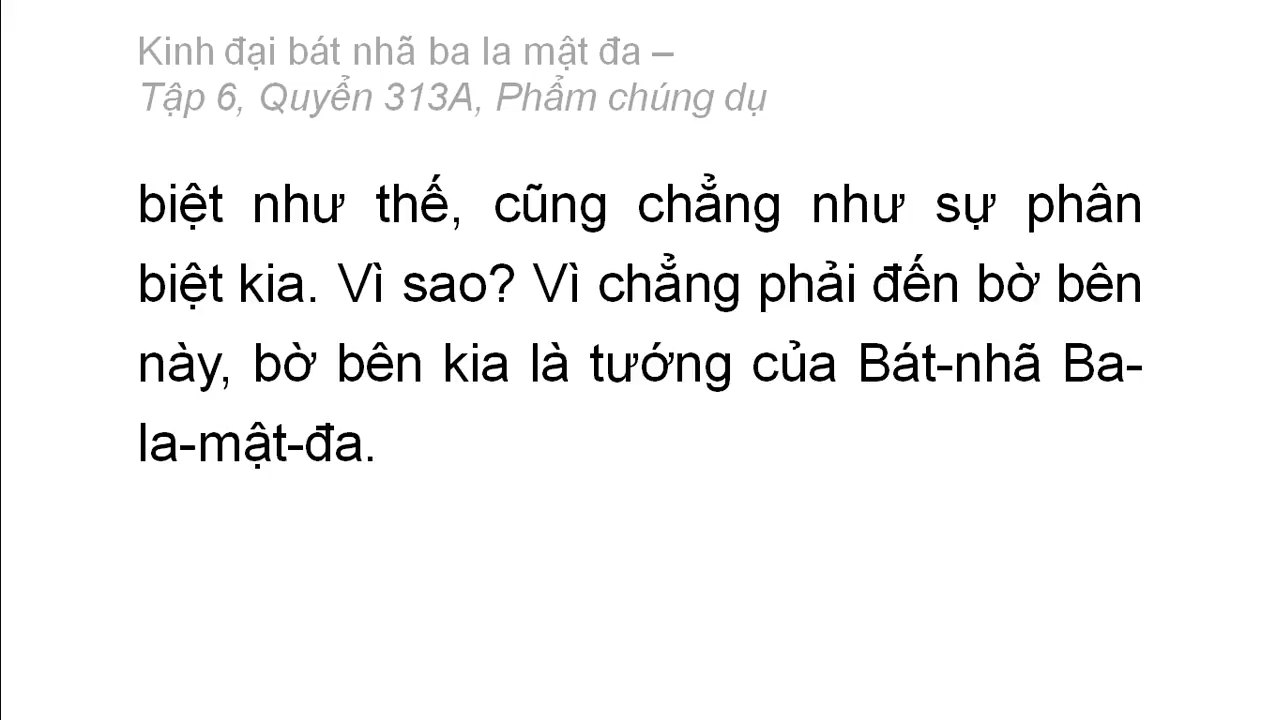 Kinh đại bát nhã ba la mật đa –
Tập 6, Quyển 313A, Phẩm chúng dụ
biệt như thế, cũng chẳng như sự phân
biệt kia. Vì sao? Vì chẳng phải đến bờ bên
này, bờ bên kia là tướng của Bát-nhã Ba-
la-mật-đa.